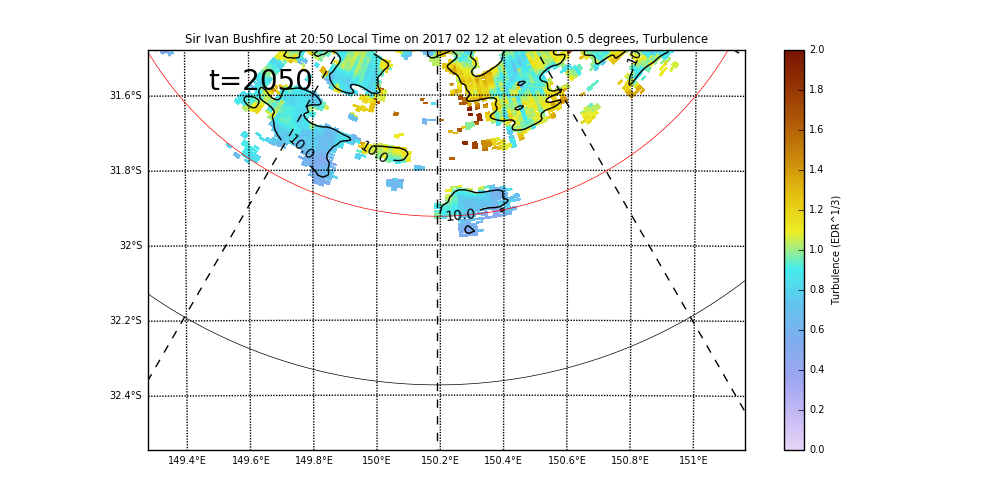 Sir Ivan Bushfire at 20:50 Local Time on 2017 02 12 at elevation 0.5 degrees, Turbulence
t=2050
31.6°S
31.8°S
32°S
32.2°S
32.4°S
10.0
10.0
10.0
10
149.4°E
149.6°E
149.8°E
150°E
150.2°E
150.4°E
150.6°E
150.8°E
151°E
2.0
1.8
1.6
1.4
1.2
1.0
0.8
0.6
0.4
0.2
0.0
Turbulence (EDR^1/3)